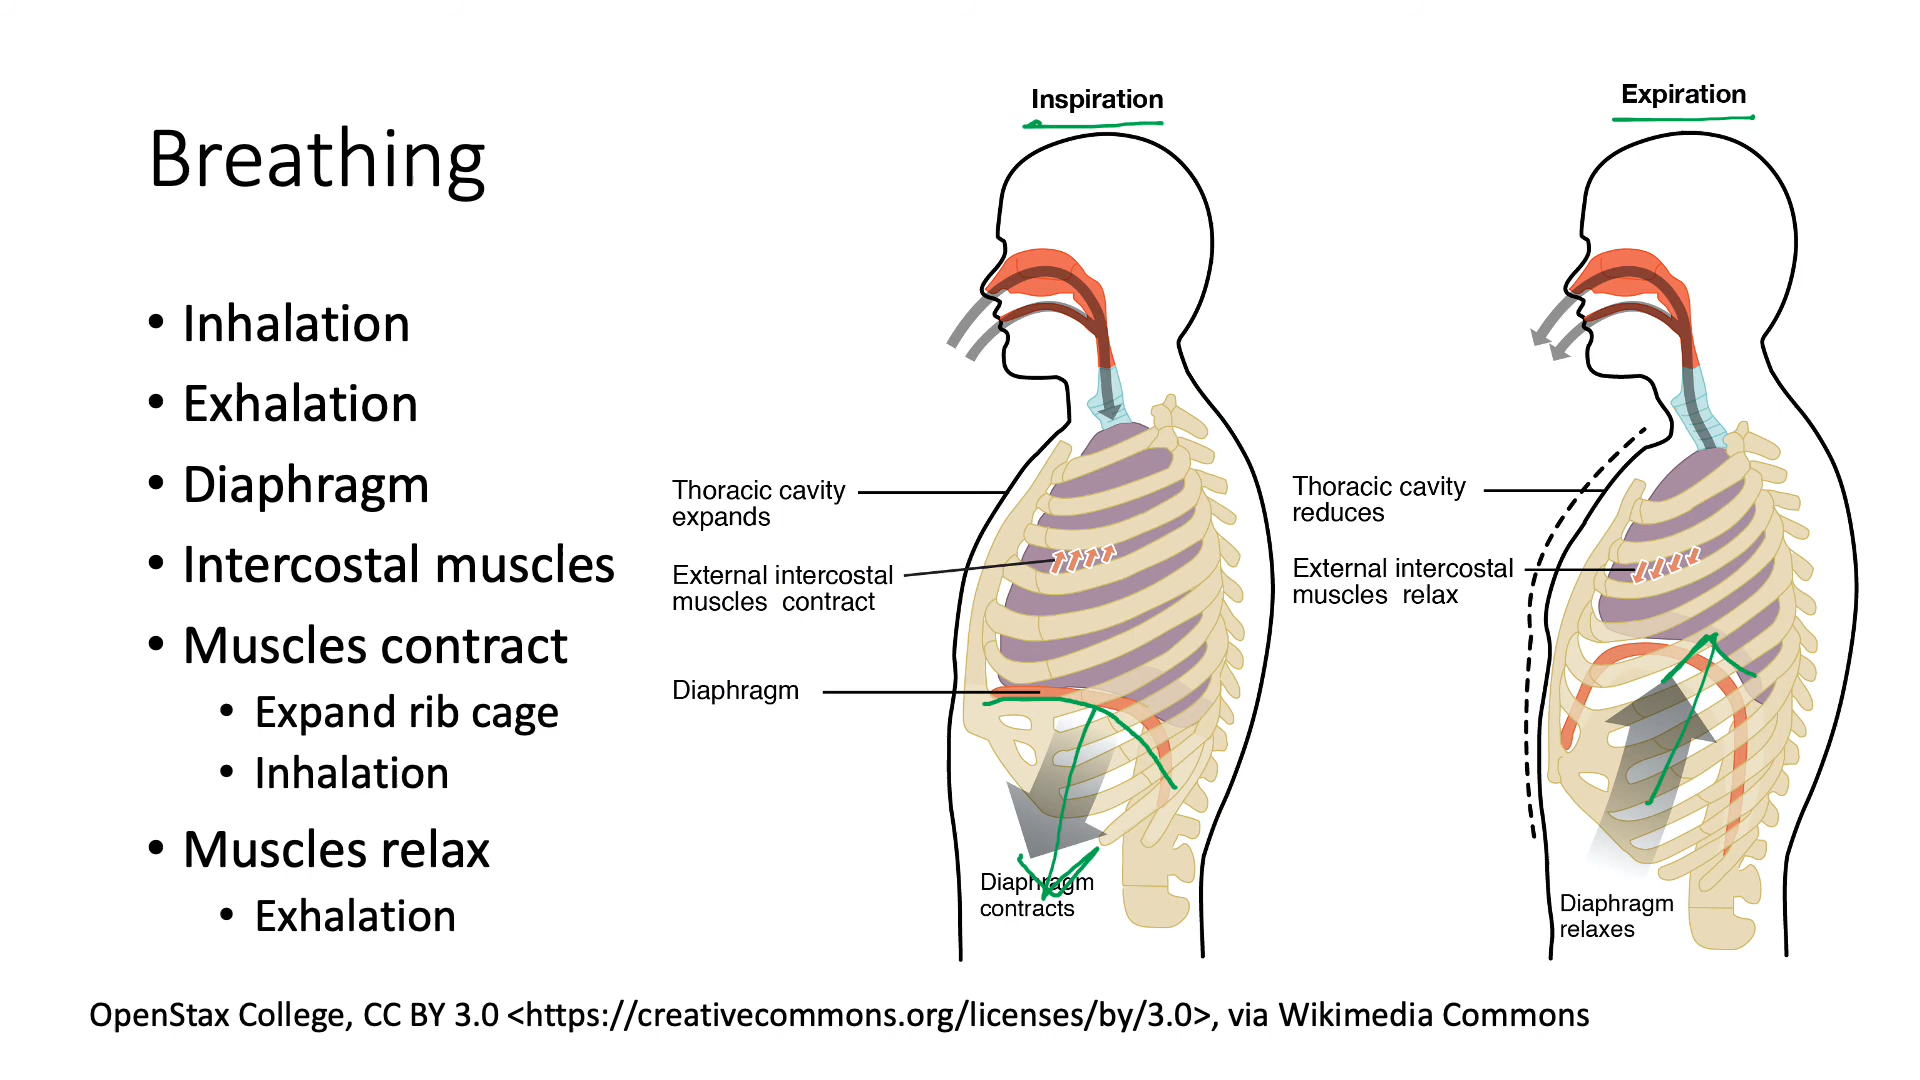 Breathing
• Inhalation
• Exhalation
• Diaphragm
• Intercostal muscles
• Muscles contract
• Expand rib cage
• Inhalation
• Muscles relax
• Exhalation
Inspiration
Thoracic cavity
expands
External intercostal
muscles contract
Diaphragm
Diaphragm
contracts
Expiration
Thoracic cavity
reduces
External intercostal
muscles relax
Diaphragm
relaxes
OpenStax College, CC BY 3.0 <https://creativecommons.org/licenses/by/3.0>, via Wikimedia Commons